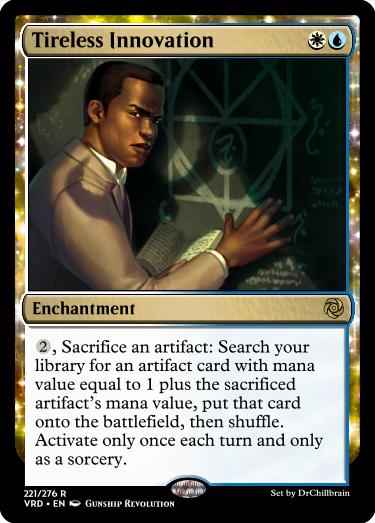 Tireless Innovation
Enchantment
2, Sacrifice an artifact: Search your
library for an artifact card with mana
value equal to 1 plus the sacrificed
artifact's mana value, put that card
onto the battlefield, then shuffle.
Activate only once each turn and only
as a sorcery.
221/276 R
VRD • EN Gunship Revolution
Set by DrChillbrain